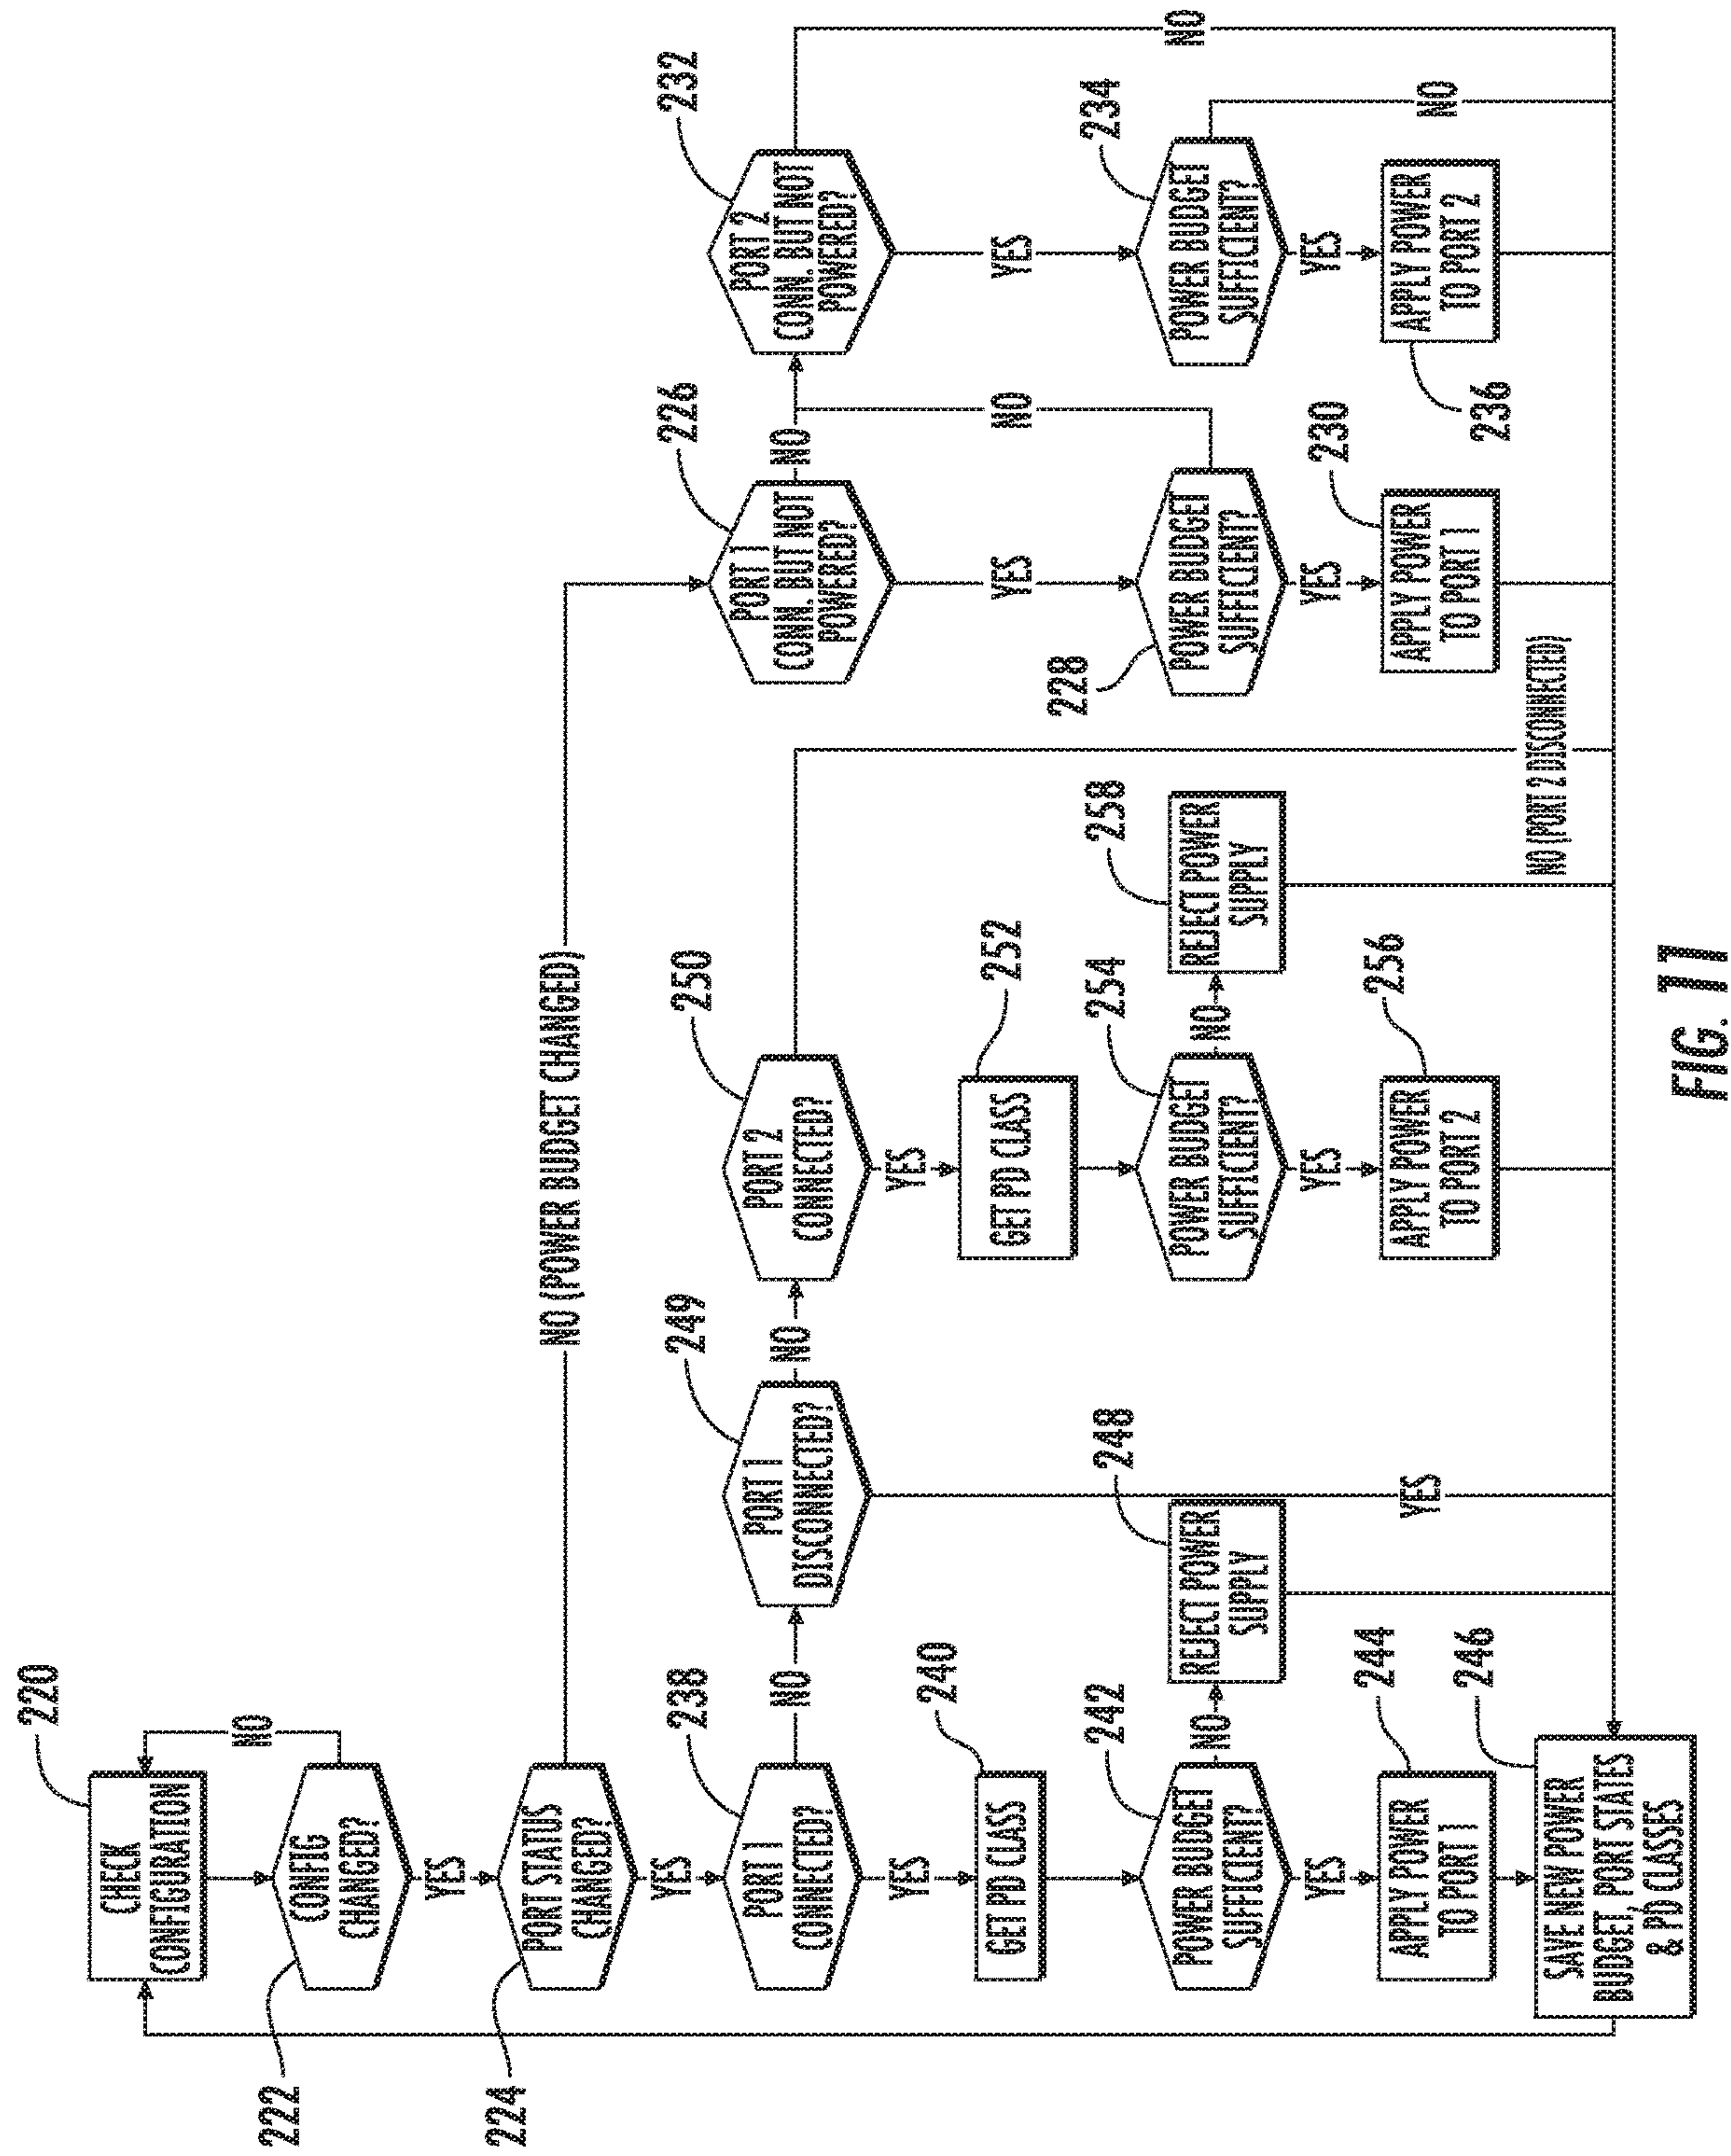 220
CHECK
CONFIGURATION
NO
222
CONFIG
CHANGED?
YES
224
PORT STATUS
CHANGED?
NO (POWER BUDGET CHANGED)
YES
238
PORT 1
CONNECTED?
NO
249
PORT 1
DISCONNECTED?
NO
250
PORT 2
CONNECTED?
226
PORT 1
CONN. BUT NOT
POWERED?
NO
232
PORT 2
CONN. BUT NOT
POWERED?
NO
YES
240
GET PD CLASS
YES
252
GET PD CLASS
YES
NO
YES
242
POWER BUDGET
SUFFICIENT?
NO
248
REJECT POWER
SUPPLY
YES
254
POWER BUDGET
SUFFICIENT?
NO
258
REJECT POWER
SUPPLY
228
POWER BUDGET
SUFFICIENT?
234
POWER BUDGET
SUFFICIENT?
NO
YES
244
APPLY POWER
TO PORT 1
YES
256
APPLY POWER
TO PORT 2
YES
230
APPLY POWER
TO PORT 1
YES
236
APPLY POWER
TO PORT 2
NO (PORT 2 DISCONNECTED)
246
SAVE NEW POWER
BUDGET, PORT STATES
& PD CLASSES
FIG. 11